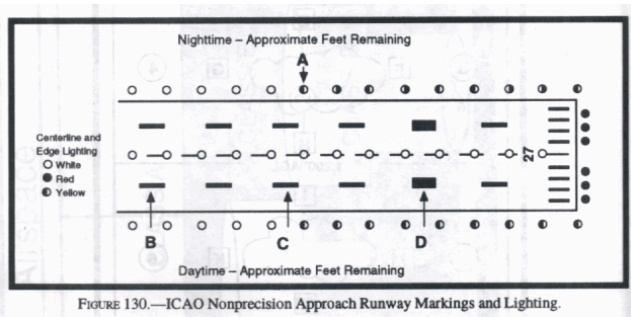 Nighttime – Approximate Feet Remaining
A
Centerline and
Edge Lighting
White
Red
Yellow
27
B
C
D
Daytime – Approximate Feet Remaining
FIGURE 130.—ICAO Nonprecision Approach Runway Markings and Lighting.